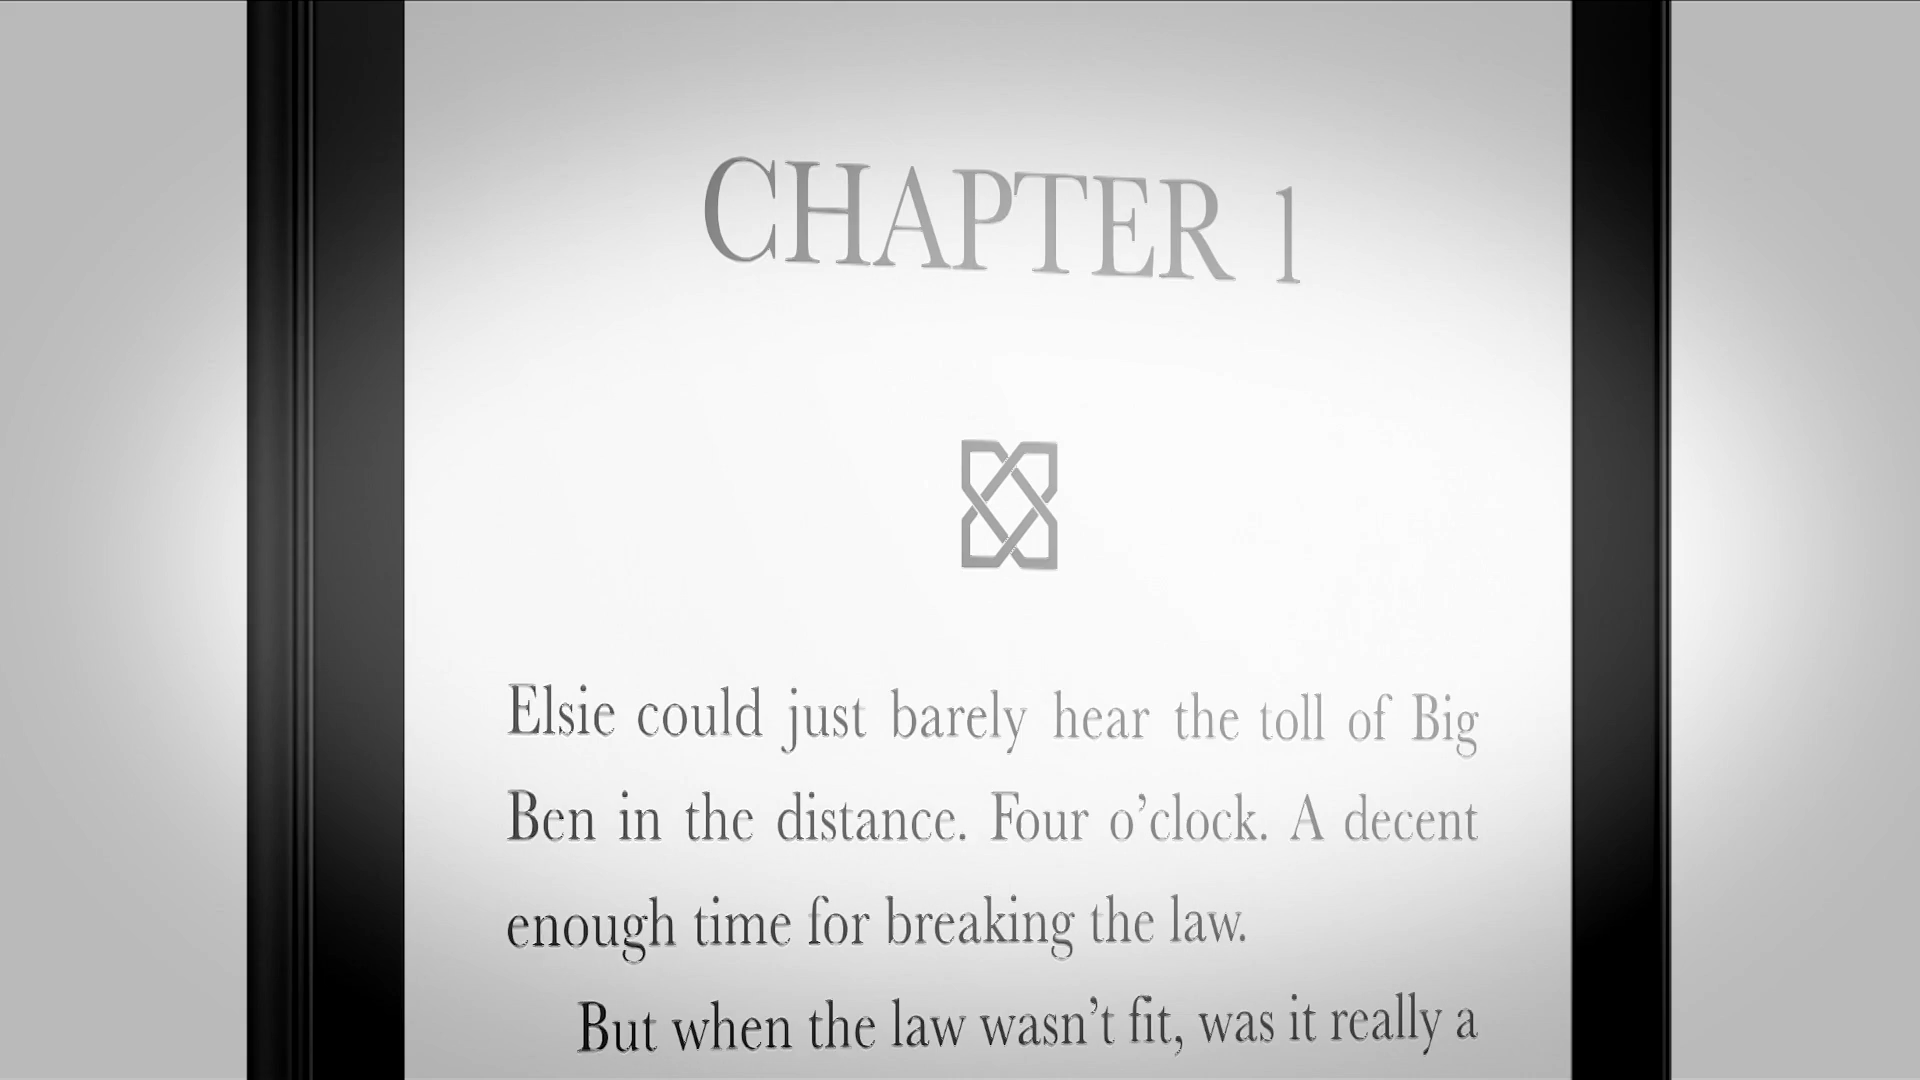 CHAPTER 1
Elsie could just barely hear the toll of Big
Ben in the distance. Four o’clock. A decent
enough time for breaking the law.
But when the law wasn’t fit, was it really a